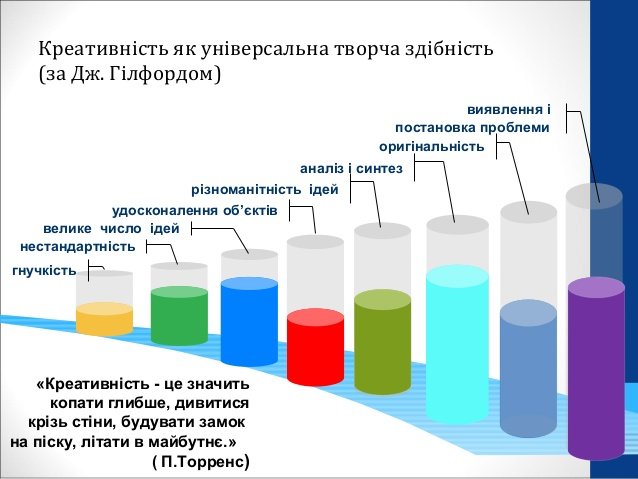 Креативність як універсальна творча здібність
(за Дж. Гілфордом)
виявлення і
постановка проблеми
оригінальність
аналіз і синтез
різноманітність ідей
удосконалення об’єктів
велике число ідей
нестандартність
гнучкість
«Креативність - це значить
копати глибше, дивитися
крізь стіни, будувати замок
на піску, літати в майбутнє.»
( П.Торренс)